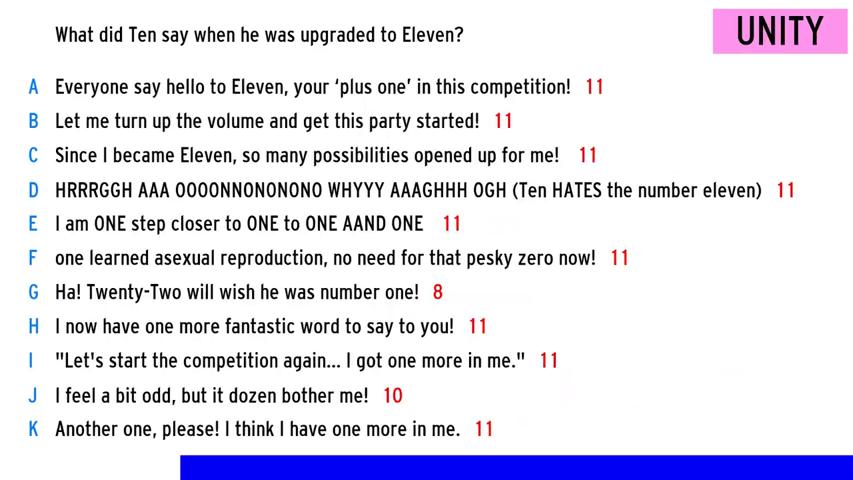 What did Ten say when he was upgraded to Eleven?
UNITY
A Everyone say hello to Eleven, your ‘plus one’ in this competition! 11
B Let me turn up the volume and get this party started! 11
C Since I became Eleven, so many possibilities opened up for me! 11
D HRRRGGH AAA OOOONNONONONO WHYYY AAAGHHH OGH (Ten HATES the number eleven) 11
E I am ONE step closer to ONE to ONE AAND ONE 11
F one learned asexual reproduction, no need for that pesky zero now! 11
G Ha! Twenty-Two will wish he was number one! 8
H I now have one more fantastic word to say to you! 11
I "Let's start the competition again... I got one more in me." 11
J I feel a bit odd, but it dozen bother me! 10
K Another one, please! I think I have one more in me. 11